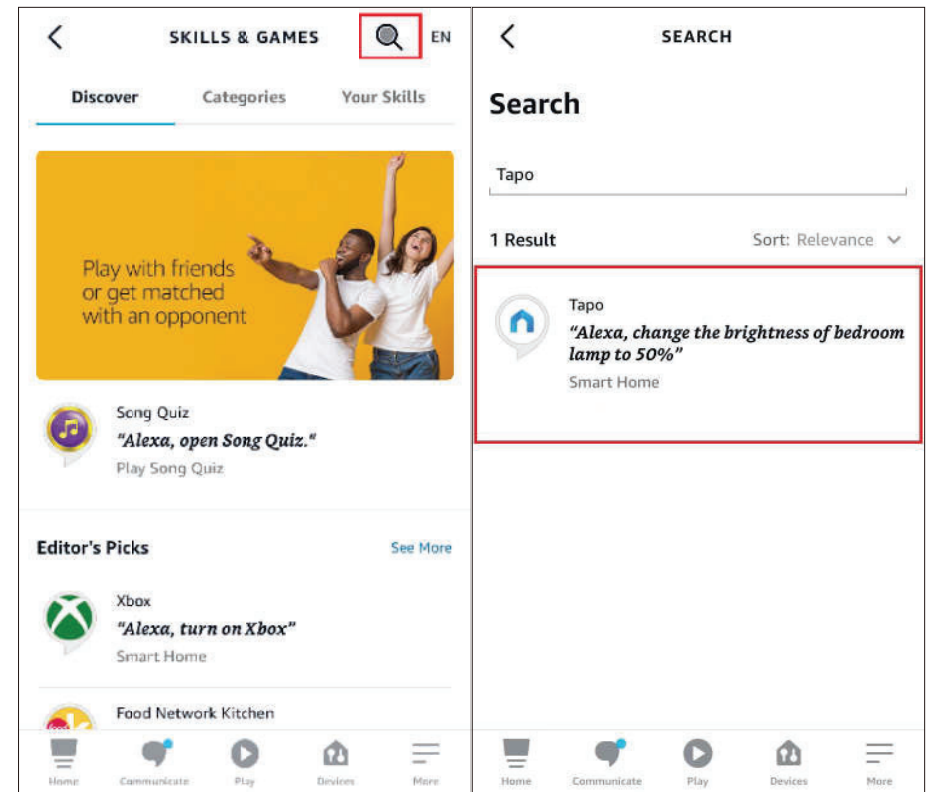 SKILLS & GAMES
EN
Discover
Categories
Your Skills
Play with friends
or get matched
with an opponent
Song Quiz
"Alexa, open Song Quiz."
Play Song Quiz
Editor's Picks
See More
Xbox
"Alexa, turn on Xbox"
Smart Home
Food Network Kitchen
food
Home
Communicate
Play
Devices
More
SEARCH
Search
Tapo
1 Result
Sort: Relevance
Tapo
"Alexa, change the brightness of bedroom
lamp to 50%"
Smart Home
Home
Communicate
Play
Devices
More